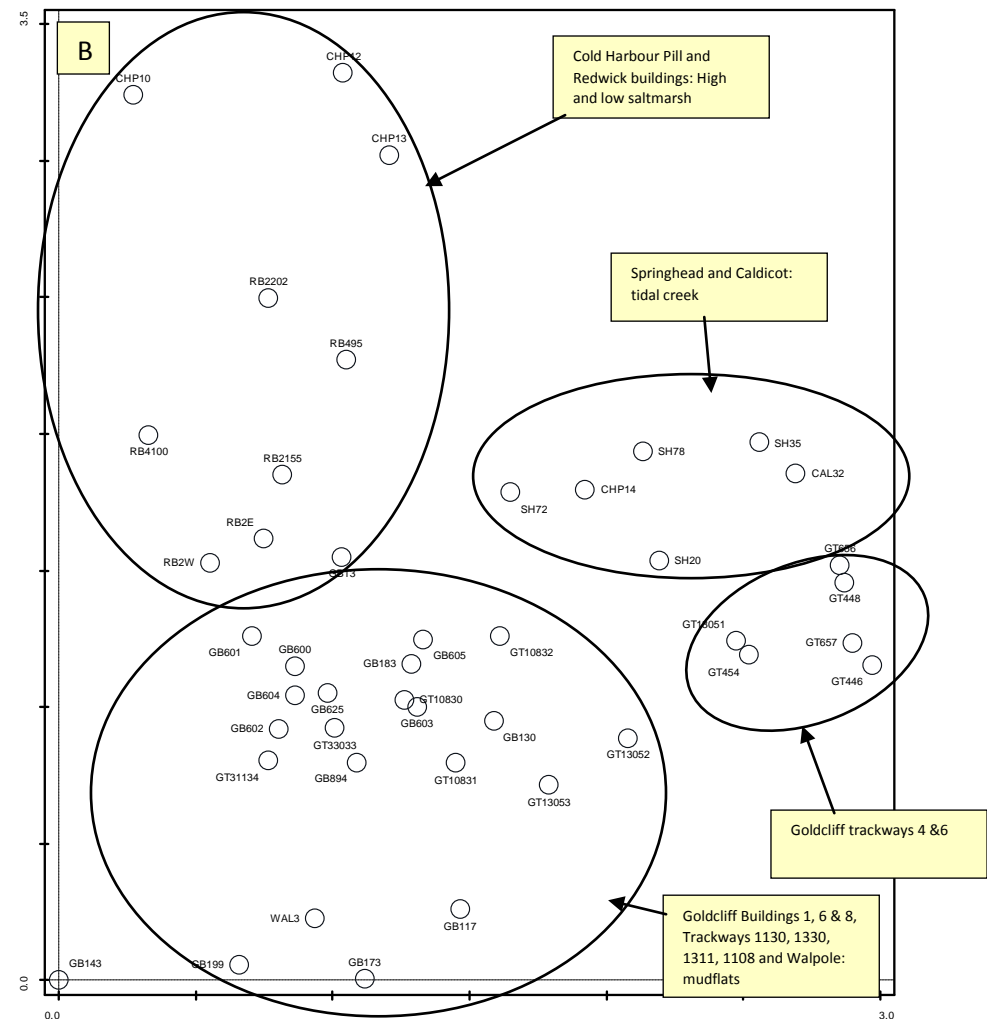 3.5
B
CHP10
CHP12
CHP13
Cold Harbour Pill and
Redwick buildings: High
and low saltmarsh
RB2202
RB495
Springhead and Caldicot:
tidal creek
RB4100
RB2155
SH78
SH35
CAL32
CHP14
SH72
RB2E
RB2W
GB13
SH20
GT686
GT448
GB601
GB600
GB183
GB605
GT10832
GT13051
GT657
GT454
GT446
GB604
GB625
GT10830
GB603
GB602
GT33033
GB130
GT13052
GT31134
GB894
GT10831
GT13053
Goldcliff trackways 4 &6
WAL3
GB117
Goldcliff Buildings 1, 6 & 8,
Trackways 1130, 1330,
1311, 1108 and Walpole:
mudflats
GB143
GB199
GB173
0.0
0.0
3.0